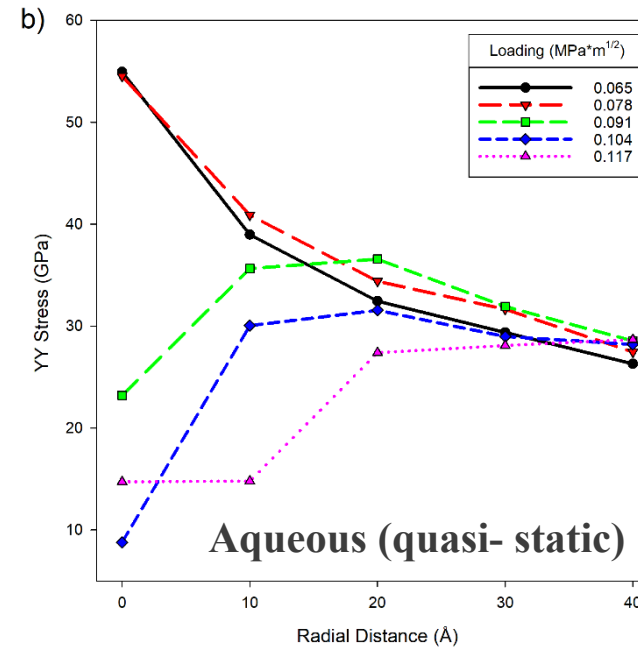 b)
60
50
40
30
20
10
YY Stress (GPa)
Loading (MPa*m^1/2)
0.065
0.078
0.091
0.104
0.117
Aqueous (quasi- static)
0 10 20 30 40
Radial Distance (Å)